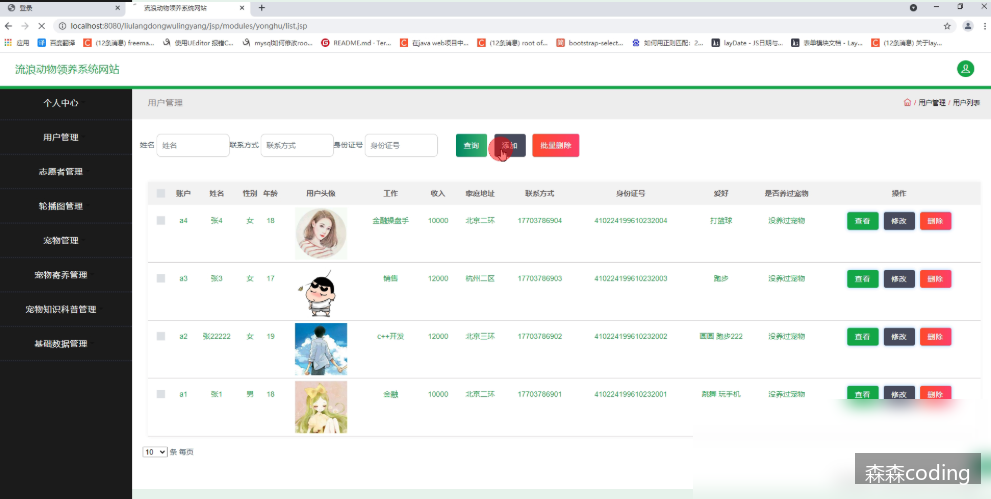 登录
流浪动物领养系统网站
localhost:8080/liulangdongwulingyang/jsp/modules/yonghu/list.jsp
应用 百度翻译 (12条消息) freema... 使用UEditor 报错C... mysql如何修改roo... README.md · Ter... 在java web项目中... (12条消息) root of... bootstrap-select... 如何用正则匹配：2... layDate - JS日期与... 表单模块文档 - Lay... (12条消息) 关于lay...
流浪动物领养系统网站
个人中心
用户管理
志愿者管理
轮播图管理
宠物管理
宠物寄养管理
宠物知识科普管理
基础数据管理
用户管理 / 用户管理 / 用户列表
姓名 姓名 联系方式 联系方式 身份证号 身份证号 查询 添加 批量删除
账户 姓名 性别 年龄 用户头像 工作 收入 家庭地址 联系方式 身份证号 爱好 是否养过宠物 操作
a4 张4 女 18 金融操盘手 10000 北京二环 17703786904 410224199610232004 打篮球 没养过宠物 查看 修改 删除
a3 张3 女 17 销售 12000 杭州二区 17703786903 410224199610232003 跑步 没养过宠物 查看 修改 删除
a2 张22222 女 19 c++开发 12000 北京三环 17703786902 410224199610232002 画画 跑步222 没养过宠物 查看 修改 删除
a1 张1 男 18 金融 10000 北京二环 17703786901 410224199610232001 跳舞 玩手机 没养过宠物 查看 修改 删除
10 条 每页
森森coding